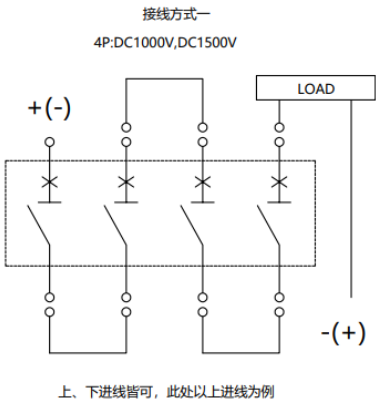 接线方式一
4P:DC1000V,DC1500V
LOAD
+(-)
-(+)
上、下进线皆可，此处以上进线为例